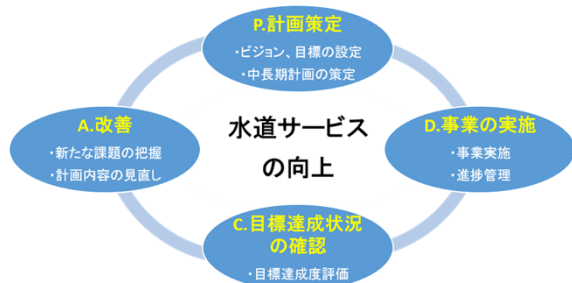 P.計画策定
・ビジョン、目標の設定
・中長期計画の策定
A.改善
・新たな課題の把握
・計画内容の見直し
水道サービス
の向上
D.事業の実施
・事業実施
・進捗管理
C.目標達成状況
の確認
・目標達成度評価